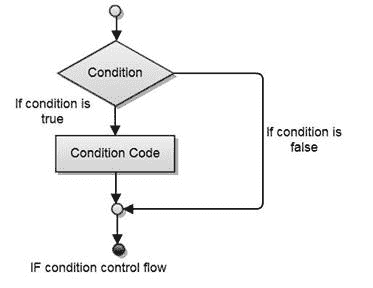 Condition
If condition is
true
Condition Code
If condition is
false
IF condition control flow